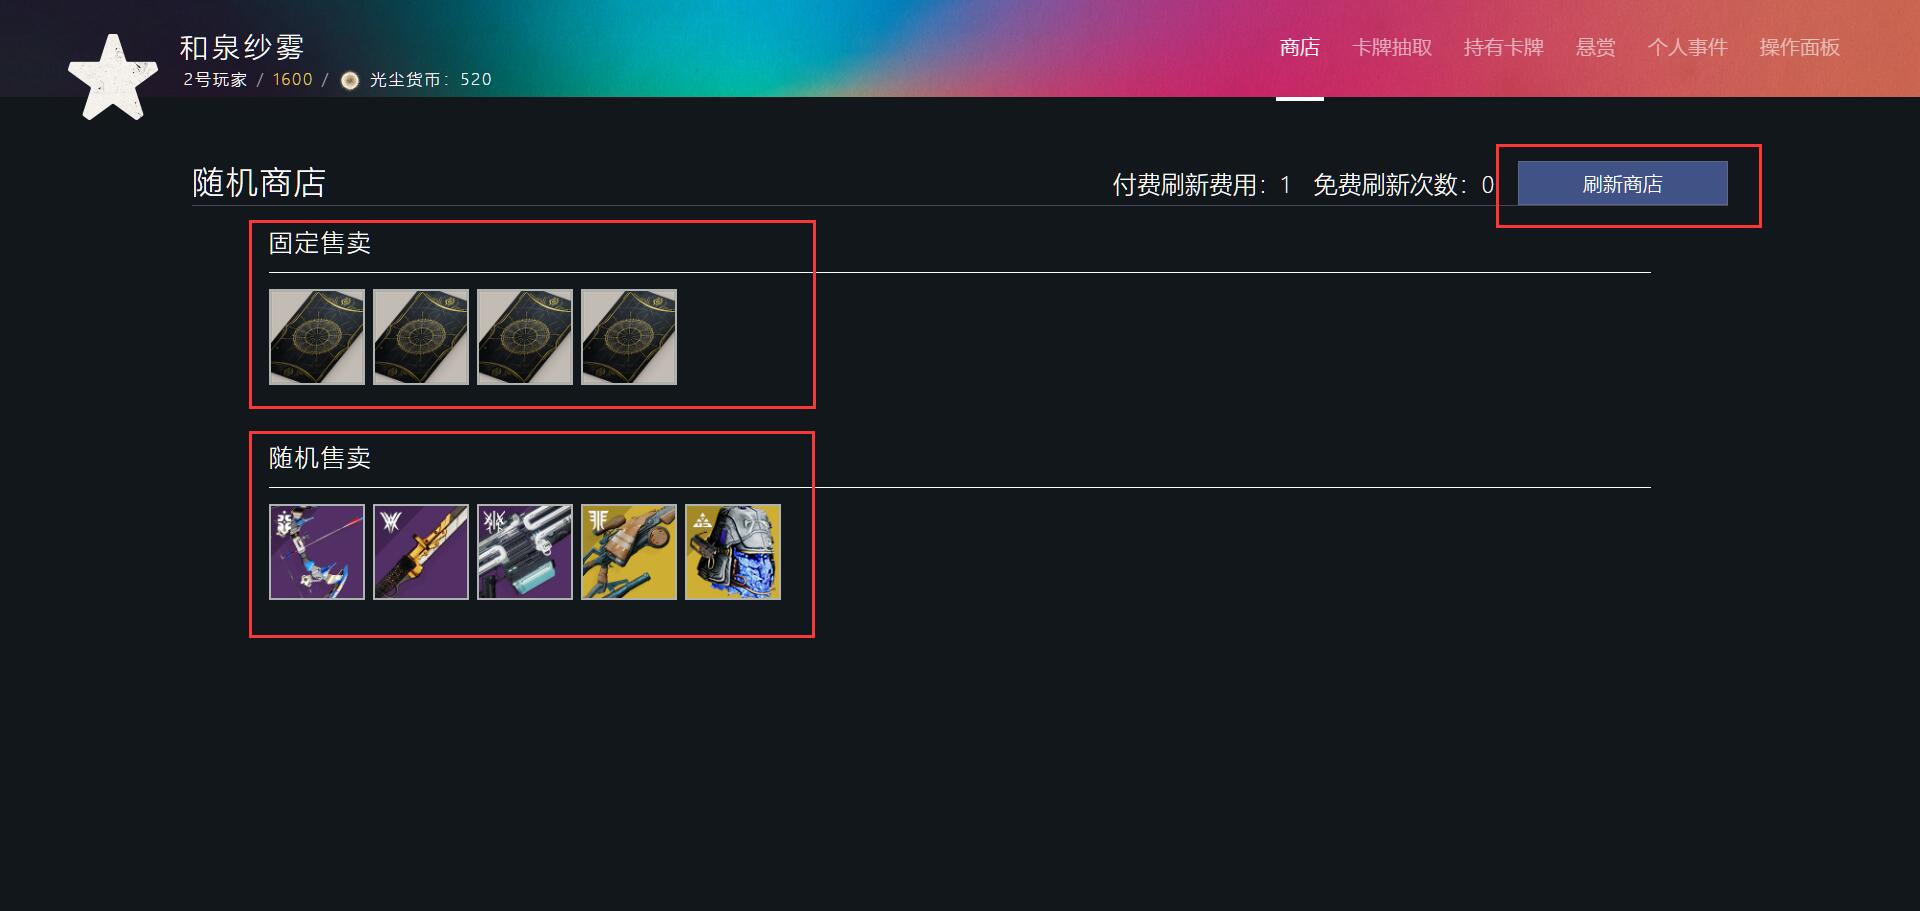 和泉纱雾
2号玩家 / 1600 / 光尘货币：520
商店 卡牌抽取 持有卡牌 悬赏 个人事件 操作面板
随机商店
付费刷新费用：1 免费刷新次数：0 刷新商店
固定售卖
随机售卖